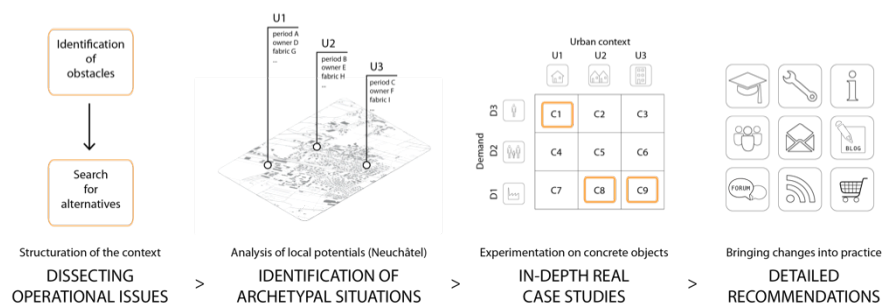 Identification
of
obstacles
Search
for
alternatives
Structuration of the context
DISSECTING
OPERATIONAL ISSUES
>
U1
period A
owner D
fabric G
...
U2
period B
owner E
fabric H
...
U3
period C
owner F
fabric I
...
Analysis of local potentials (Neuchâtel)
IDENTIFICATION OF
ARCHETYPAL SITUATIONS
>
Urban context
U1 U2 U3
Demand
D3 C1 C2 C3
D2 C4 C5 C6
D1 C7 C8 C9
Experimentation on concrete objects
IN-DEPTH REAL
CASE STUDIES
>
i
BLOG
FORUM
Bringing changes into practice
DETAILED
RECOMMENDATIONS